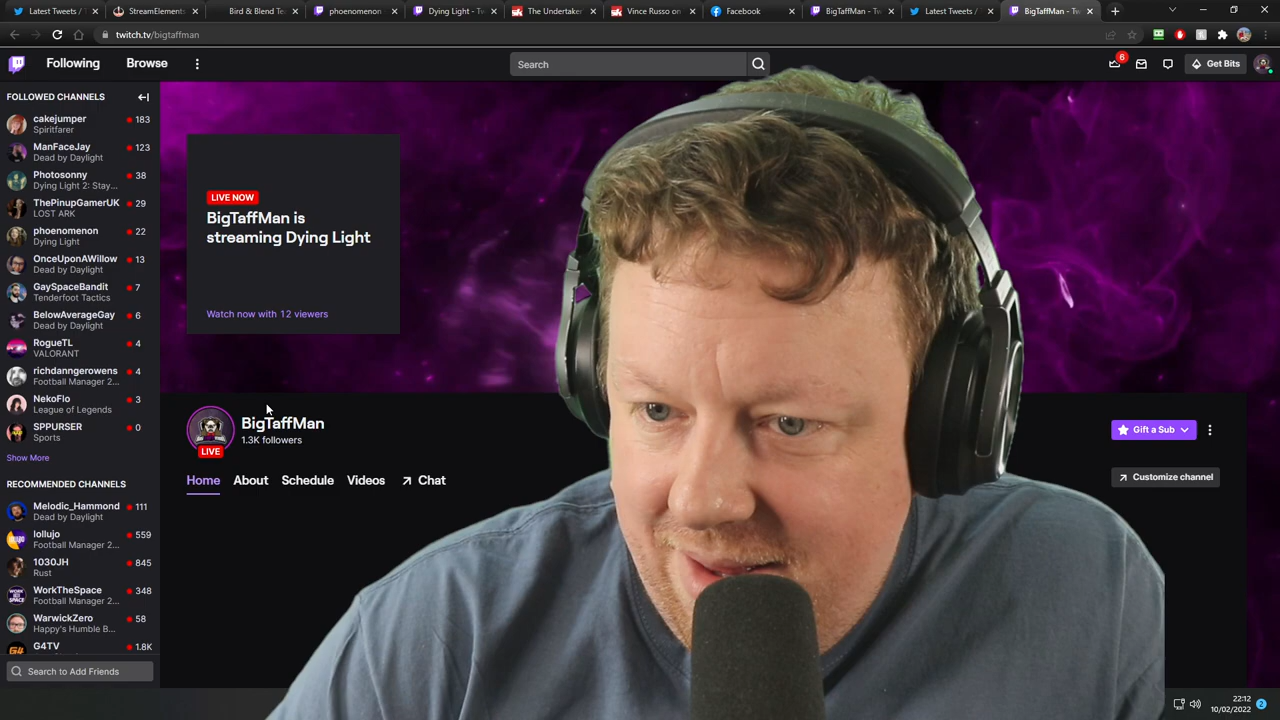 Latest Tweets /
StreamElement
Bird & Blend Te
phoenomenon
Dying Light - Tw
The Undertake
Vince Russo on
Facebook
BigTaffMan - Tw
Latest Tweets /
BigTaffMan - Tw
twitch.tv/bigtaffman
Following
Browse
Search
6
Get Bits
FOLLOWED CHANNELS
cakejumper 183
Spiritfarer
ManFaceJay 123
Dead by Daylight
Photosonny 38
Dying Light 2: Stay...
ThePinupGamerUK 29
LOST ARK
phoenomenon 22
Dying Light
OnceUponAWillow 13
Dead by Daylight
GaySpaceBandit 7
Tenderfoot Tactics
BelowAverageGay 6
Dead by Daylight
RogueTL 4
VALORANT
richdanngerowens 4
Football Manager 2...
NekoFlo 3
League of Legends
SPPURSER 0
Sports
Show More
RECOMMENDED CHANNELS
Melodic_Hammond 111
Dead by Daylight
lollujo 559
Football Manager 2...
1030JH 845
Rust
WorkTheSpace 348
Football Manager 2...
WarwickZero 58
Happy's Humble B...
G4TV 1.8K
Search to Add Friends
LIVE NOW
BigTaffMan is
streaming Dying Light
Watch now with 12 viewers
LIVE
BigTaffMan
1.3K followers
Gift a Sub
Home
About
Schedule
Videos
Chat
Customize channel
22:12
10/02/2022
2